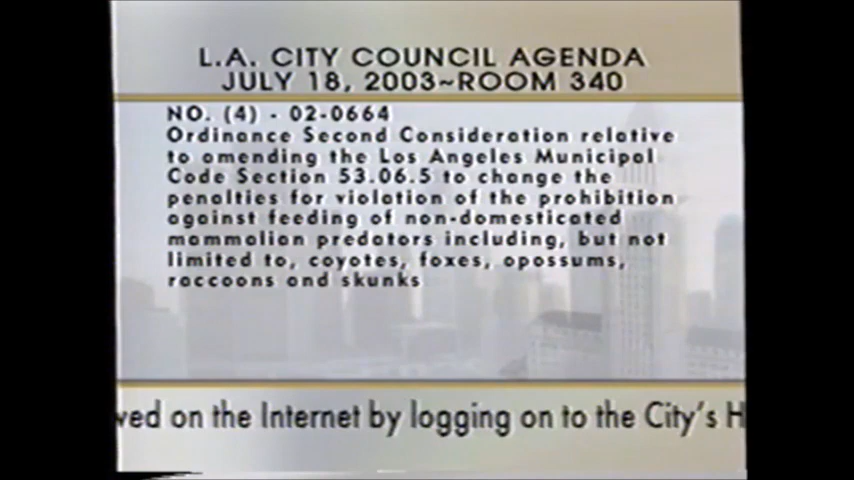 L.A. CITY COUNCIL AGENDA
JULY 18, 2003~ROOM 340
NO. (4) - 02-0664
Ordinance Second Consideration relative
to amending the Los Angeles Municipal
Code Section 53.06.5 to change the
penalties for violation of the prohibition
against feeding of non-domesticated
mammalian predators including, but not
limited to, coyotes, foxes, opossums,
raccoons and skunks
on the Internet by logging on to the City's